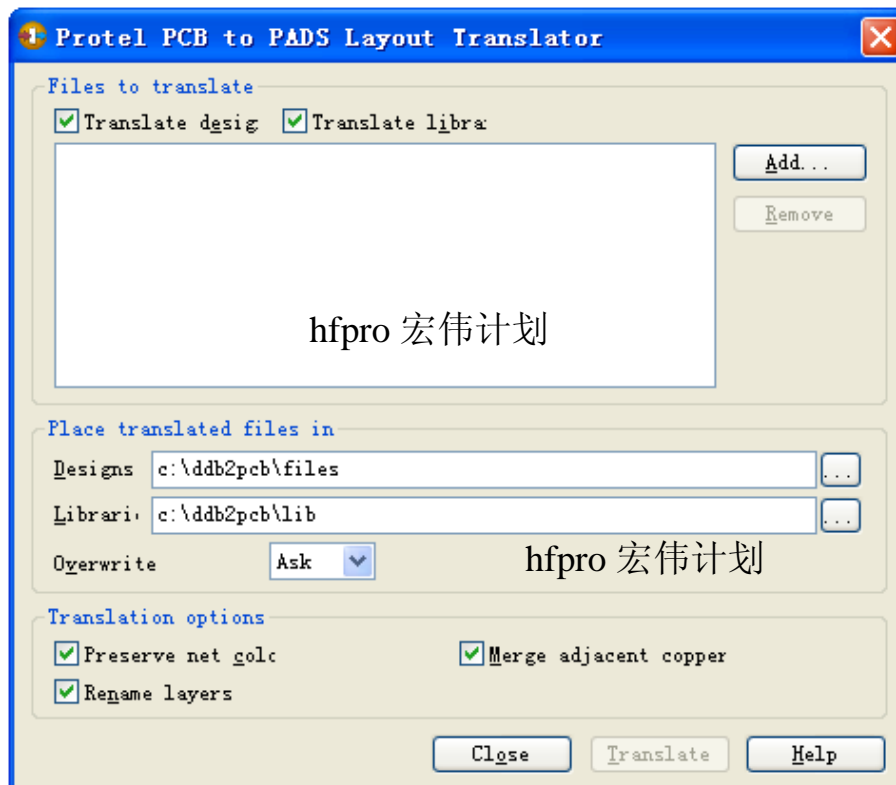 Protel PCB to PADS Layout Translator
Files to translate
Translate desig Translate libra
Add...
Remove
hfpro 宏伟计划
Place translated files in
Designs c:\ddb2pcb\files ...
Librari c:\ddb2pcb\lib ...
Overwrite Ask hfpro 宏伟计划
Translation options
Preserve net colo Merge adjacent copper
Rename layers
Close Translate Help